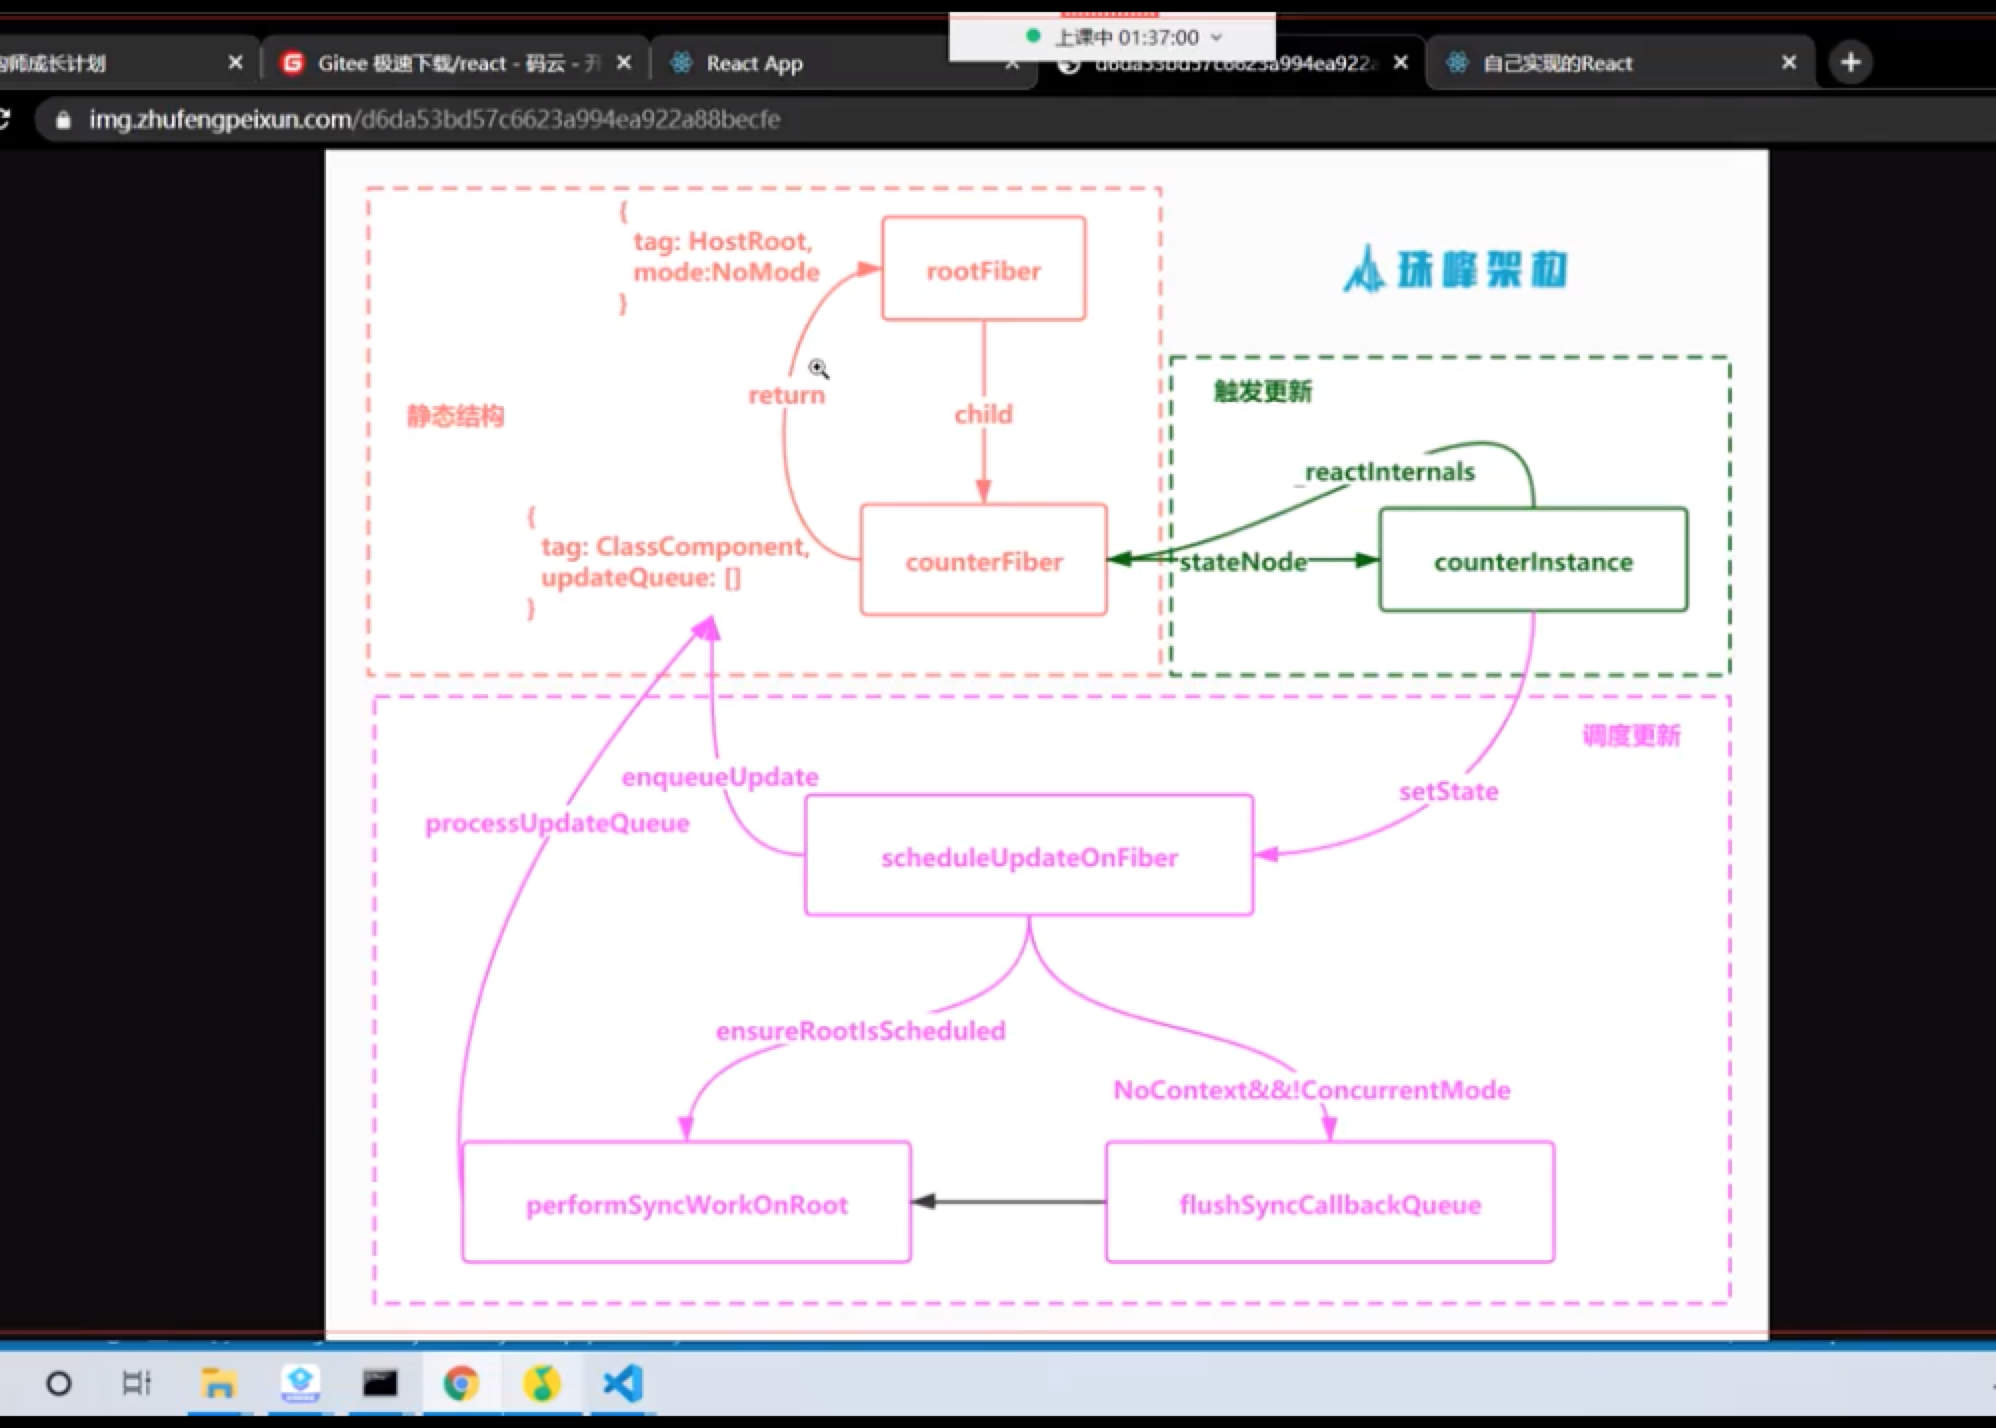 上课中 01:37:00
构师成长计划
Gitee 极速下载/react - 码云 - 开
React App
d6da53bd57c6623a994ea922a
自己实现的React
img.zhufengpeixun.com/d6da53bd57c6623a994ea922a88becfe
{
tag: HostRoot,
mode:NoMode
}
rootFiber
珠峰架构
return
child
静态结构
触发更新
_reactInternals
{
tag: ClassComponent,
updateQueue: []
}
counterFiber
stateNode
counterInstance
调度更新
enqueueUpdate
setState
processUpdateQueue
scheduleUpdateOnFiber
ensureRootIsScheduled
NoContext&&!ConcurrentMode
performSyncWorkOnRoot
flushSyncCallbackQueue